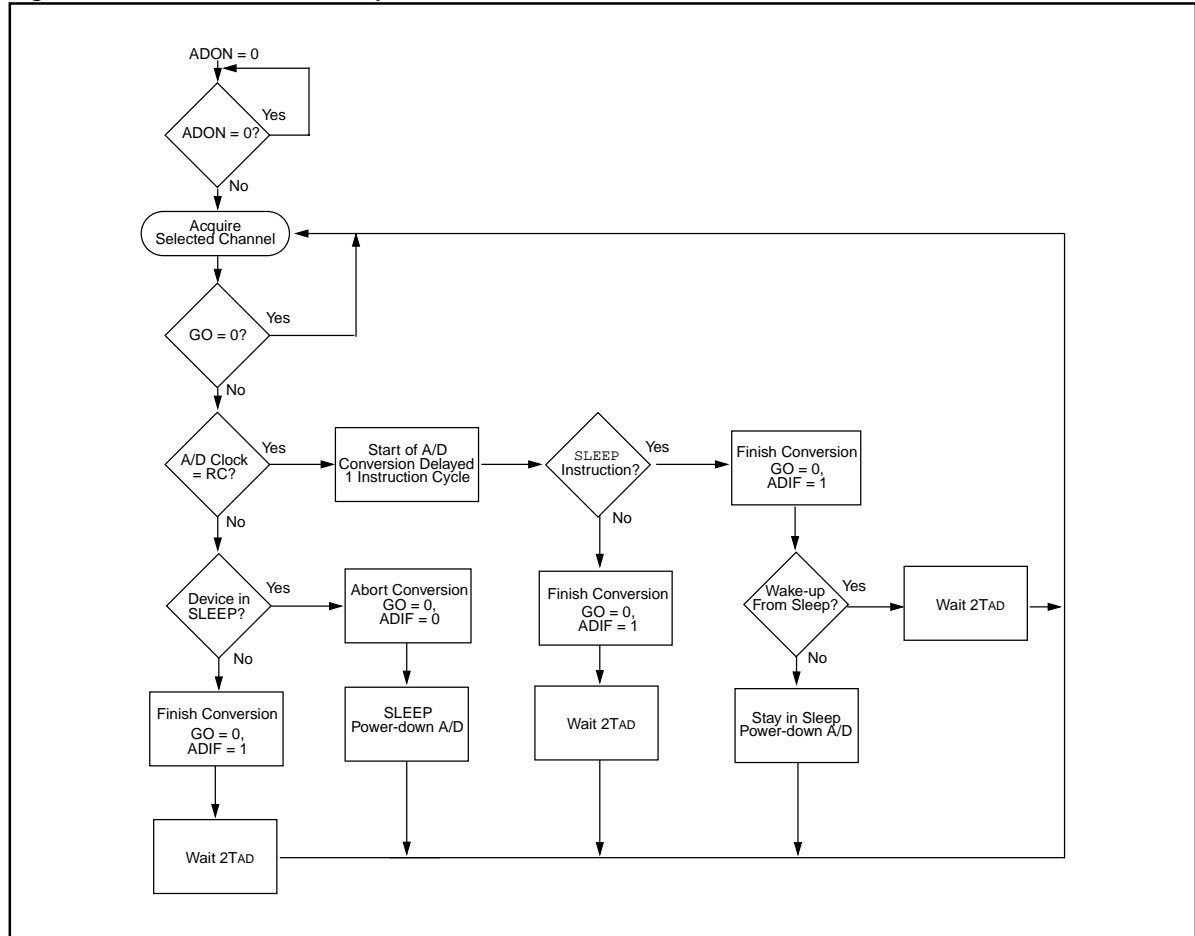 ADON = 0
Yes
ADON = 0?
No
Acquire
Selected Channel
Yes
GO = 0?
No
Yes
A/D Clock
= RC?
No
Start of A/D
Conversion Delayed
1 Instruction Cycle
SLEEP
Instruction?
Yes
No
Finish Conversion
GO = 0,
ADIF = 1
Device in
SLEEP?
Yes
No
Abort Conversion
GO = 0,
ADIF = 0
Finish Conversion
GO = 0,
ADIF = 1
Wake-up
From Sleep?
Yes
No
Wait 2TAD
Finish Conversion
GO = 0,
ADIF = 1
SLEEP
Power-down A/D
Wait 2TAD
Stay in Sleep
Power-down A/D
Wait 2TAD